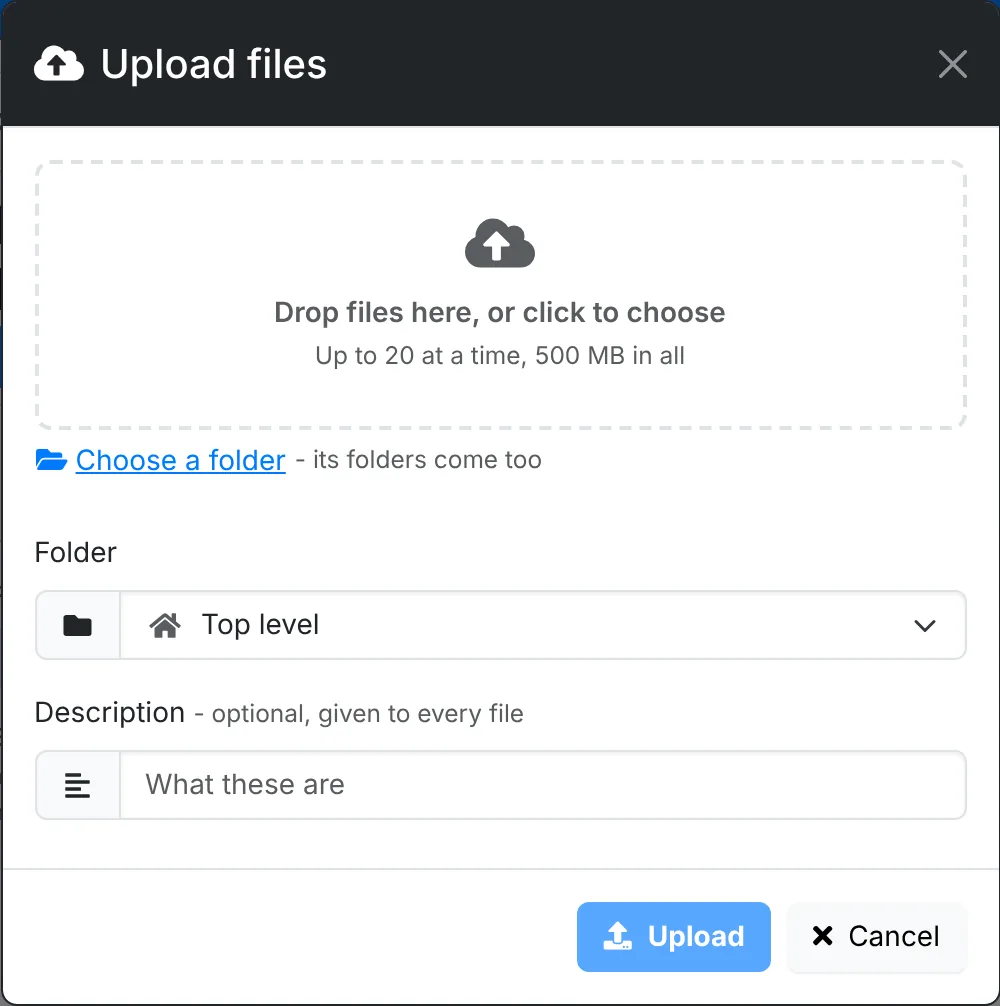 Upload files
Drop files here, or click to choose
Up to 20 at a time, 500 MB in all
Choose a folder - its folders come too
Folder
Top level
Description - optional, given to every file
What these are
Upload
Cancel